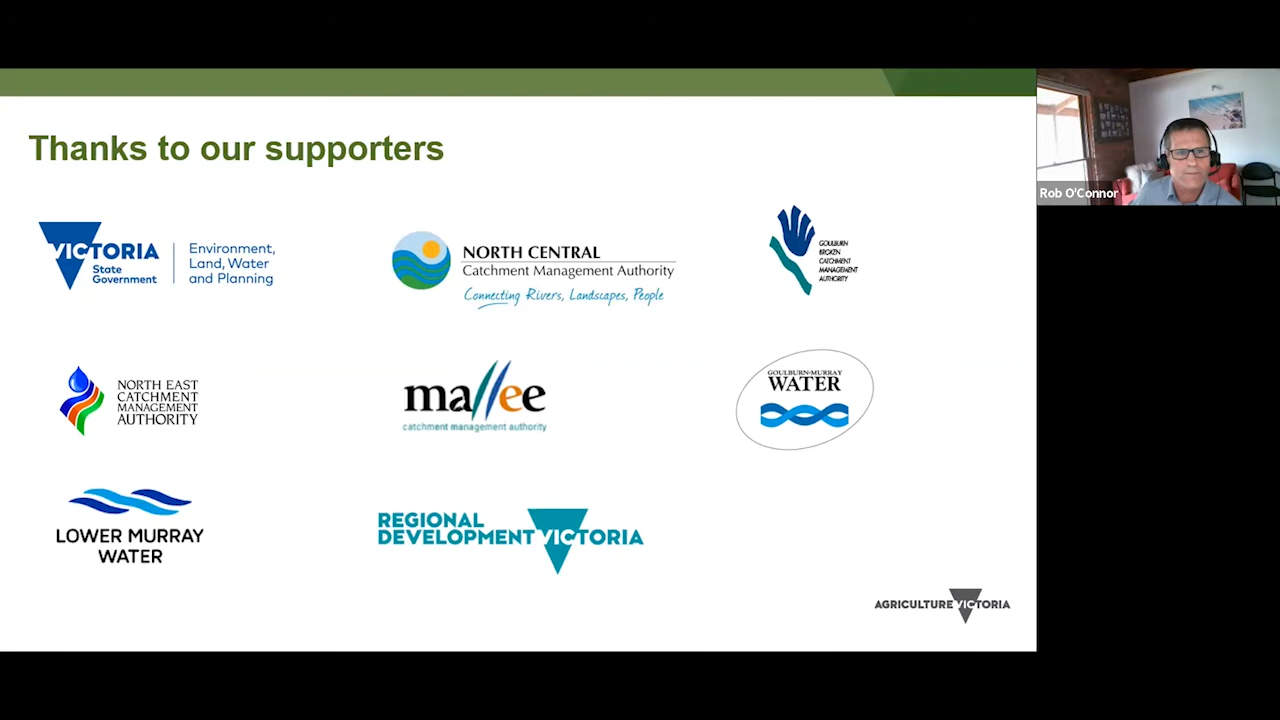 Thanks to our supporters
Rob O'Connor
VICTORIA
State
Government
Environment,
Land, Water
and Planning
NORTH CENTRAL
Catchment Management Authority
Connecting Rivers, Landscapes, People
GOULBURN
BROKEN
CATCHMENT
MANAGEMENT
AUTHORITY
NORTH EAST
CATCHMENT
MANAGEMENT
AUTHORITY
mallee
catchment management authority
GOULBURN-MURRAY
WATER
LOWER MURRAY
WATER
REGIONAL
DEVELOPMENT VICTORIA
AGRICULTURE VICTORIA